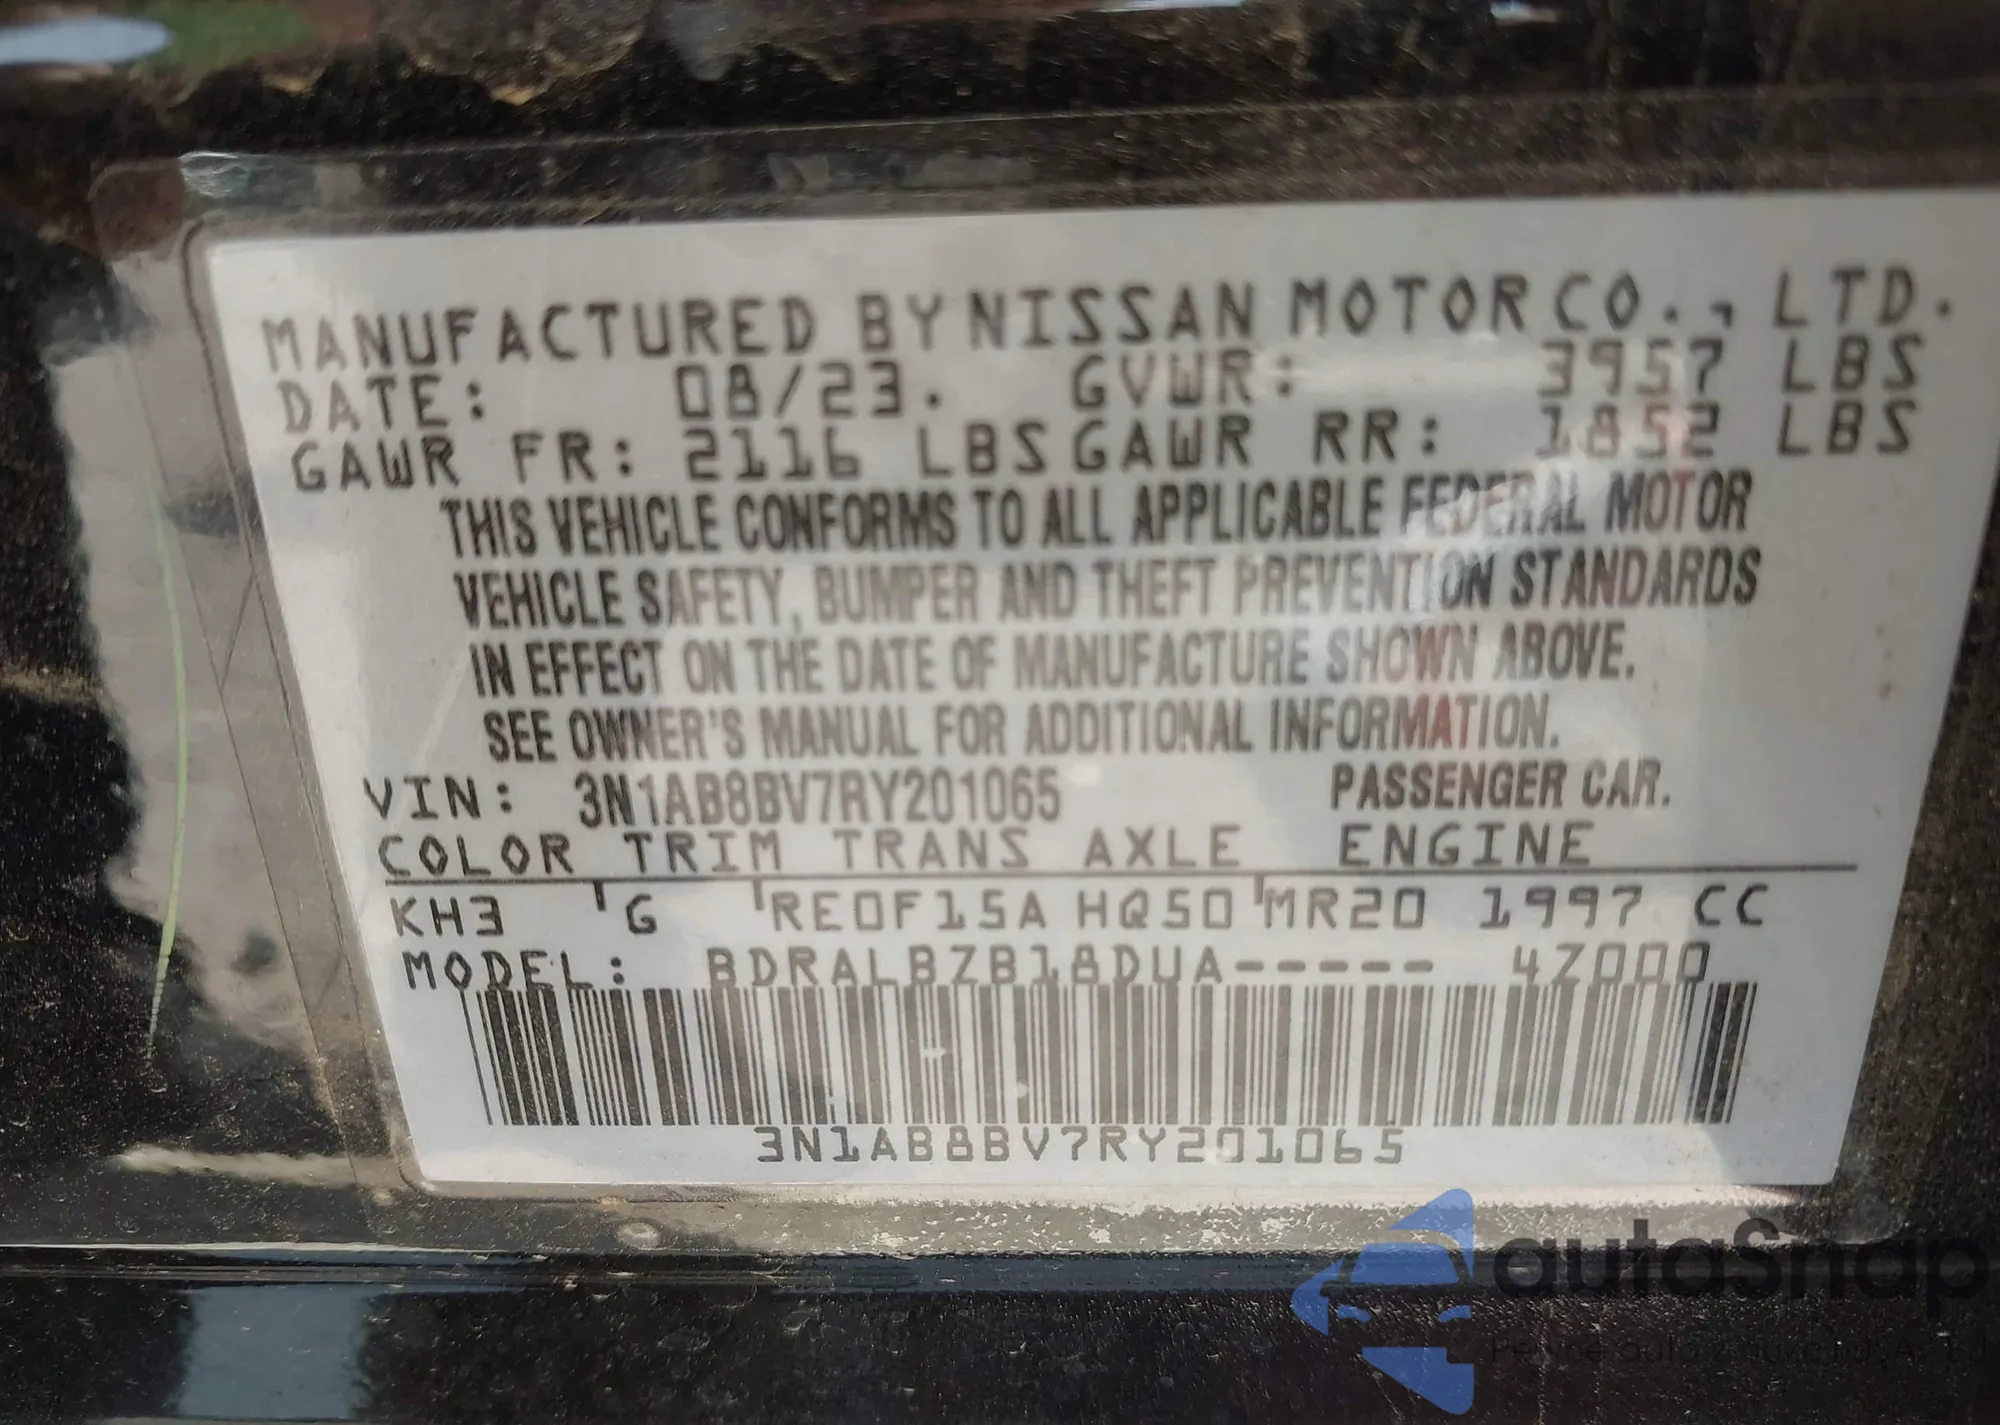 MANUFACTURED BY NISSAN MOTOR CO., LTD.
DATE: 08/23. GVWR: 3957 LBS
GAWR FR: 2116 LBS GAWR RR: 1852 LBS
THIS VEHICLE CONFORMS TO ALL APPLICABLE FEDERAL MOTOR
VEHICLE SAFETY, BUMPER AND THEFT PREVENTION STANDARDS
IN EFFECT ON THE DATE OF MANUFACTURE SHOWN ABOVE.
SEE OWNER'S MANUAL FOR ADDITIONAL INFORMATION.
VIN: 3N1AB8BV7RY201065 PASSENGER CAR.
COLOR TRIM TRANS AXLE ENGINE
KH3 G RE0F15A HQ50 MR20 1997 CC
MODEL: BDRALBZB18DUA----- 4Z000
3N1AB8BV7RY201065
autaSnap